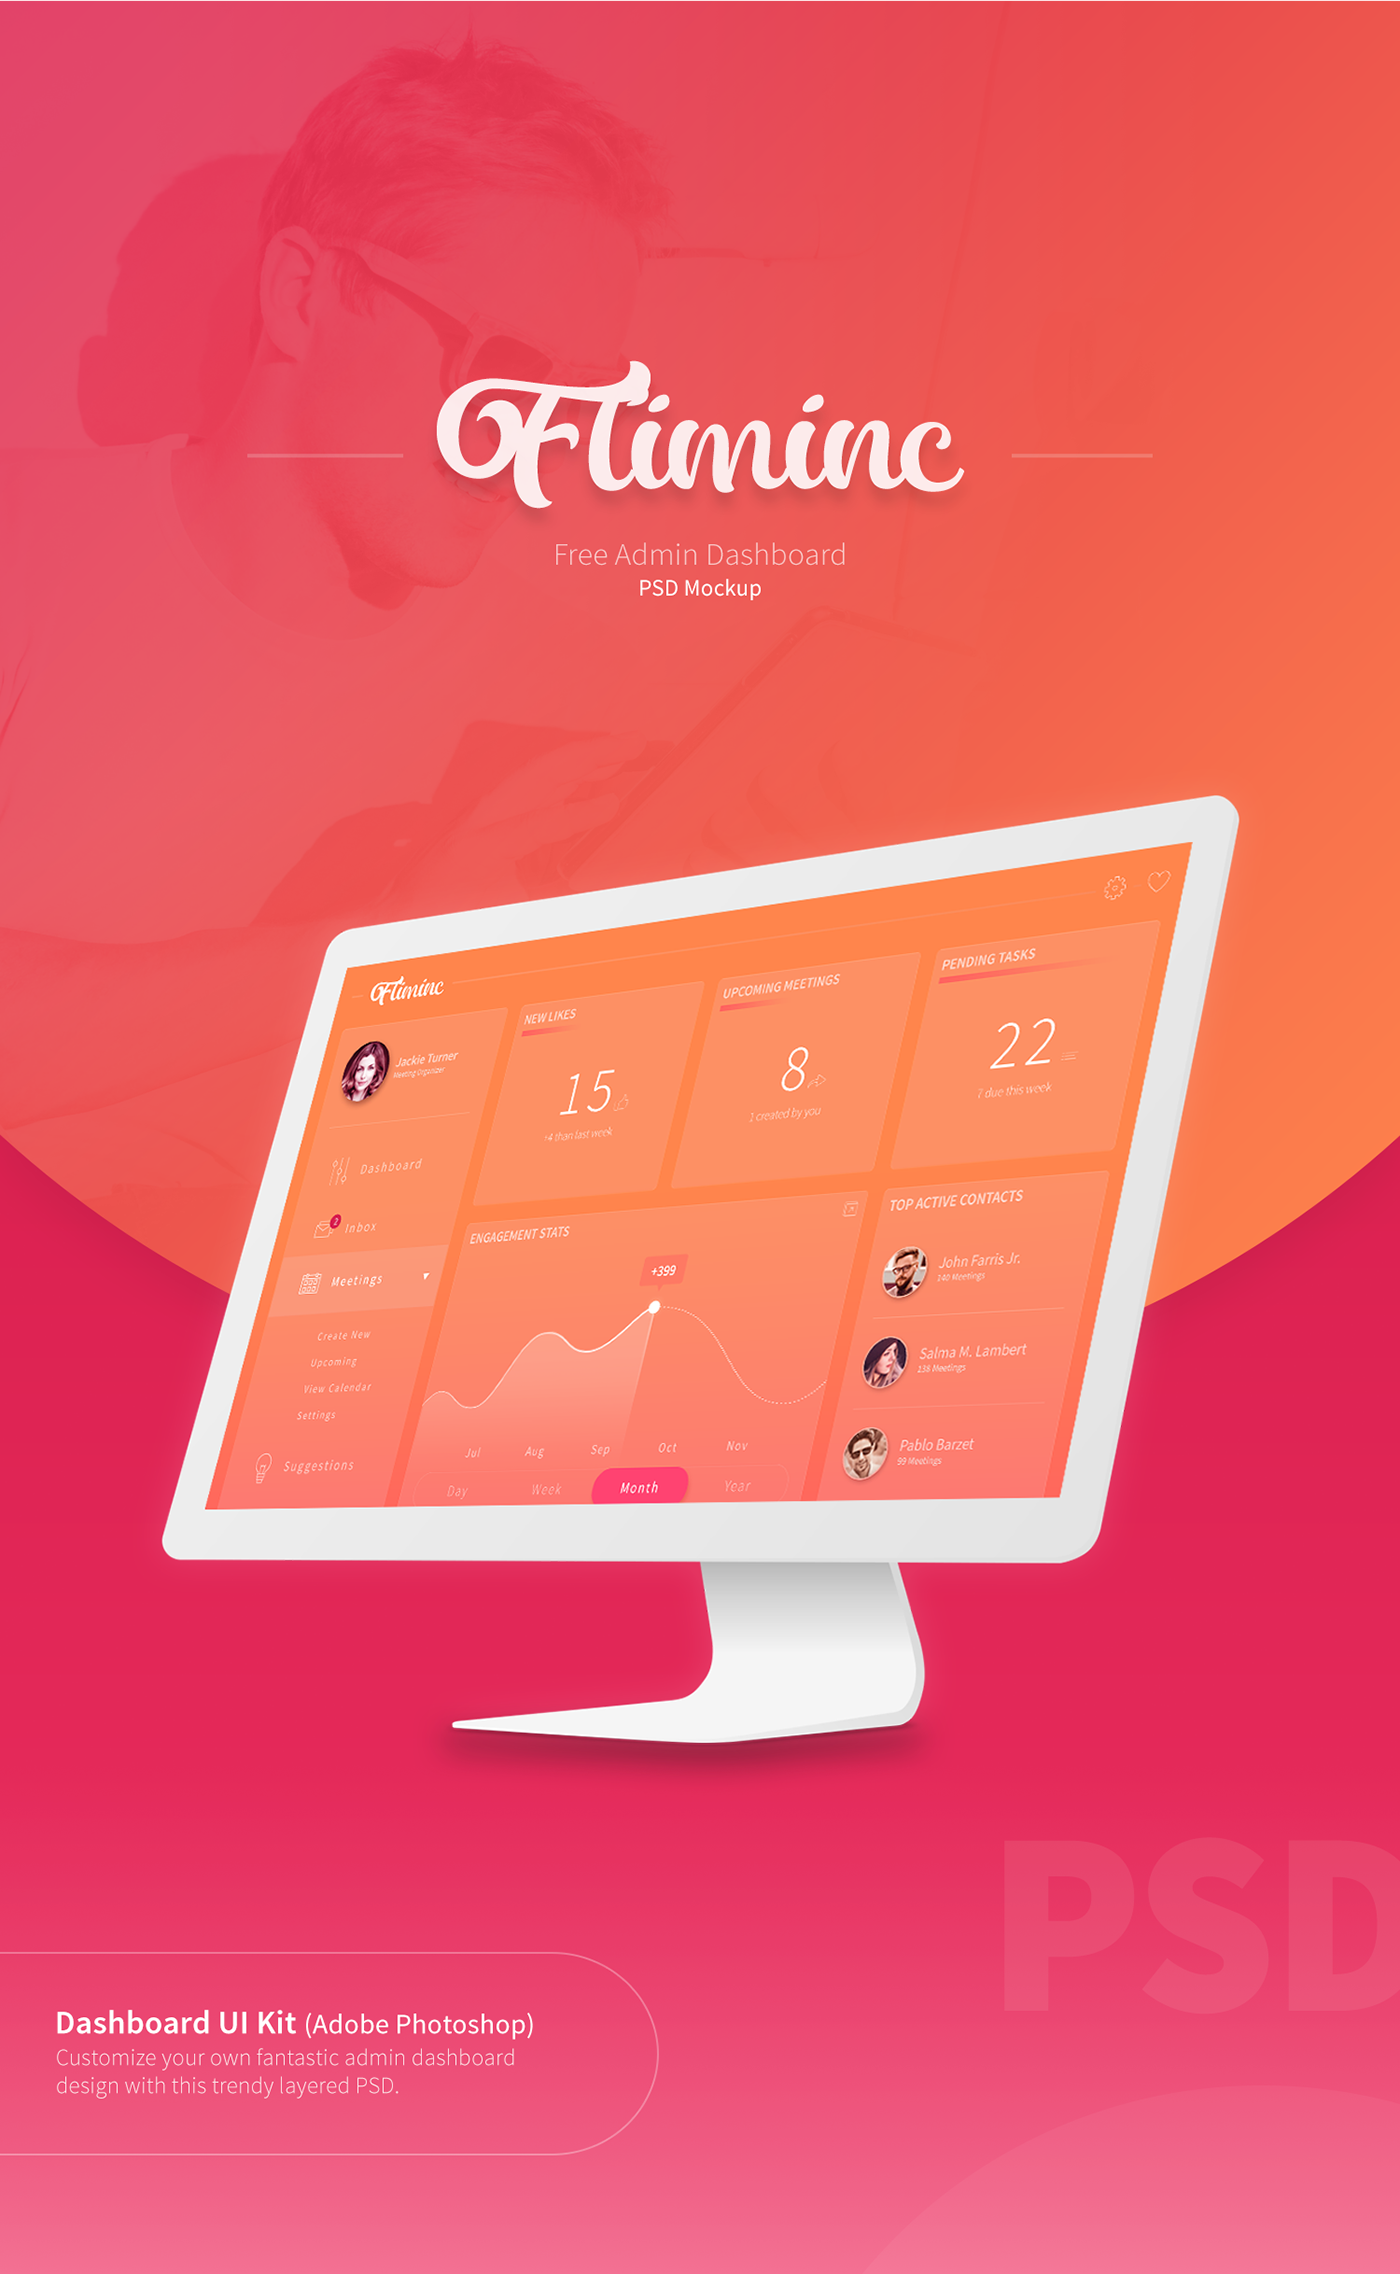 Fliminc
Free Admin Dashboard
PSD Mockup
Fliminc
Jackie Turner
Meeting Organizer
Dashboard
2
Inbox
Meetings
Create New
Upcoming
View Calendar
Settings
Suggestions
NEW LIKES
15
+4 than last week
UPCOMING MEETINGS
8
1 created by you
PENDING TASKS
22
7 due this week
ENGAGEMENT STATS
+399
Jul Aug Sep Oct Nov
Day Week Month Year
TOP ACTIVE CONTACTS
John Farris Jr.
140 Meetings
Salma M. Lambert
138 Meetings
Pablo Barzet
99 Meetings
PSD
Dashboard UI Kit (Adobe Photoshop)
Customize your own fantastic admin dashboard
design with this trendy layered PSD.